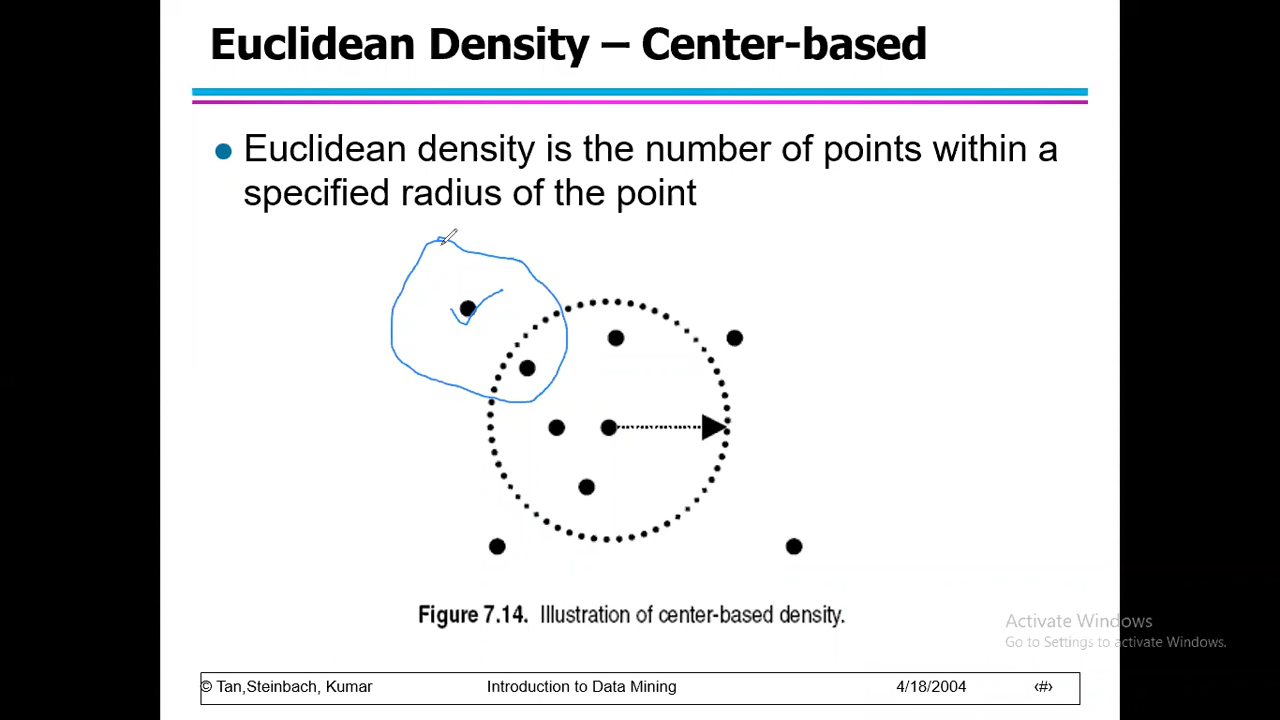 Euclidean Density – Center-based
Euclidean density is the number of points within a
specified radius of the point
Figure 7.14. Illustration of center-based density.
Activate Windows
Go to Settings to activate Windows.
© Tan,Steinbach, Kumar Introduction to Data Mining 4/18/2004 ‹#›